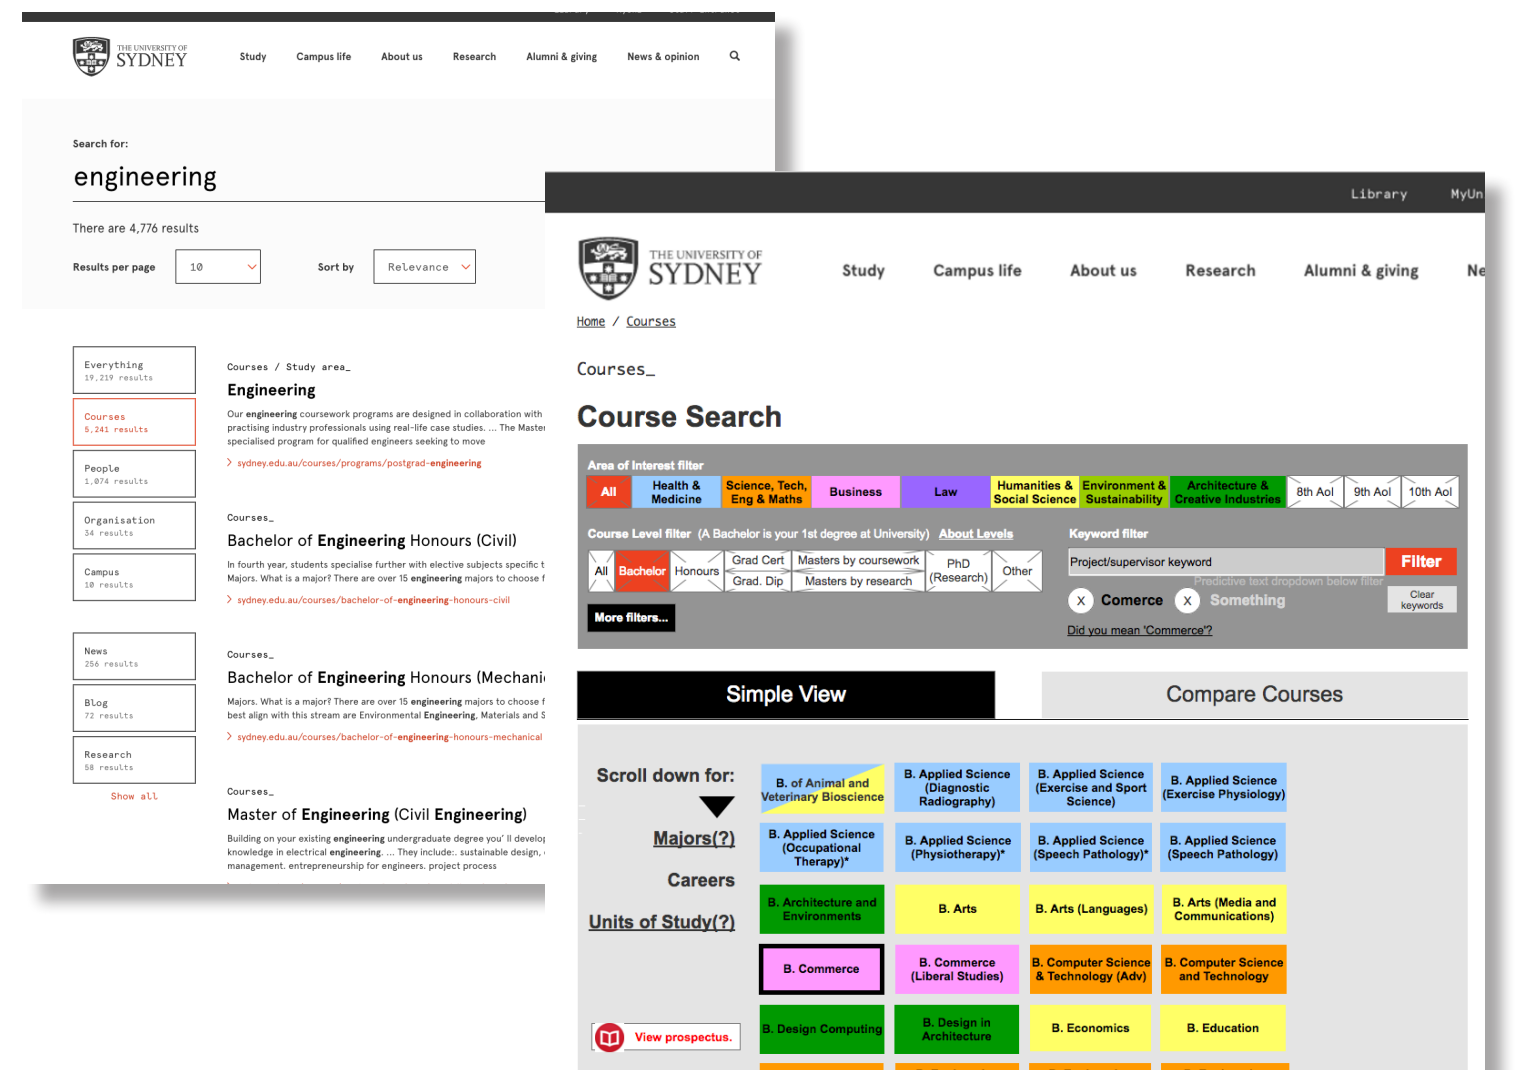 THE UNIVERSITY OF
SYDNEY
Study Campus life About us Research Alumni & giving News & opinion
Search for:
engineering
There are 4,776 results
Results per page 10 Sort by Relevance
Everything
19,219 results
Courses
5,241 results
People
1,074 results
Organisation
34 results
Campus
10 results
News
256 results
Blog
72 results
Research
58 results
Show all
Courses / Study area_
Engineering
Our engineering coursework programs are designed in collaboration with
practising industry professionals using real-life case studies. ... The Master
specialised program for qualified engineers seeking to move
sydney.edu.au/courses/programs/postgrad-engineering
Courses_
Bachelor of Engineering Honours (Civil)
In fourth year, students specialise further with elective subjects specific t
Majors. What is a major? There are over 15 engineering majors to choose f
sydney.edu.au/courses/bachelor-of-engineering-honours-civil
Courses_
Bachelor of Engineering Honours (Mechani
Majors. What is a major? There are over 15 engineering majors to choose f
best align with this stream are Environmental Engineering, Materials and S
sydney.edu.au/courses/bachelor-of-engineering-honours-mechanical
Courses_
Master of Engineering (Civil Engineering)
Building on your existing engineering undergraduate degree you' ll develop
knowledge in electrical engineering. ... They include:. sustainable design,
management. entrepreneurship for engineers. project process
Library MyUn
THE UNIVERSITY OF
SYDNEY
Study Campus life About us Research Alumni & giving Ne
Home / Courses
Courses_
Course Search
Area of Interest filter
All
Health &
Medicine
Science, Tech,
Eng & Maths
Business
Law
Humanities &
Social Science
Environment &
Sustainability
Architecture &
Creative Industries
8th AoI
9th AoI
10th AoI
Course Level filter (A Bachelor is your 1st degree at University) About Levels
All
Bachelor
Honours
Grad Cert
Grad. Dip
Masters by coursework
Masters by research
PhD
(Research)
Other
More filters...
Keyword filter
Project/supervisor keyword
Filter
Predictive text dropdown below filter
X Comerce X Something
Clear
keywords
Did you mean 'Commerce'?
Simple View
Compare Courses
Scroll down for:
Majors(?)
Careers
Units of Study(?)
View prospectus.
B. of Animal and
Veterinary Bioscience
B. Applied Science
(Diagnostic
Radiography)
B. Applied Science
(Exercise and Sport
Science)
B. Applied Science
(Exercise Physiology)
B. Applied Science
(Occupational
Therapy)*
B. Applied Science
(Physiotherapy)*
B. Applied Science
(Speech Pathology)*
B. Applied Science
(Speech Pathology)
B. Architecture and
Environments
B. Arts
B. Arts (Languages)
B. Arts (Media and
Communications)
B. Commerce
B. Commerce
(Liberal Studies)
B. Computer Science
& Technology (Adv)
B. Computer Science
and Technology
B. Design Computing
B. Design in
Architecture
B. Economics
B. Education